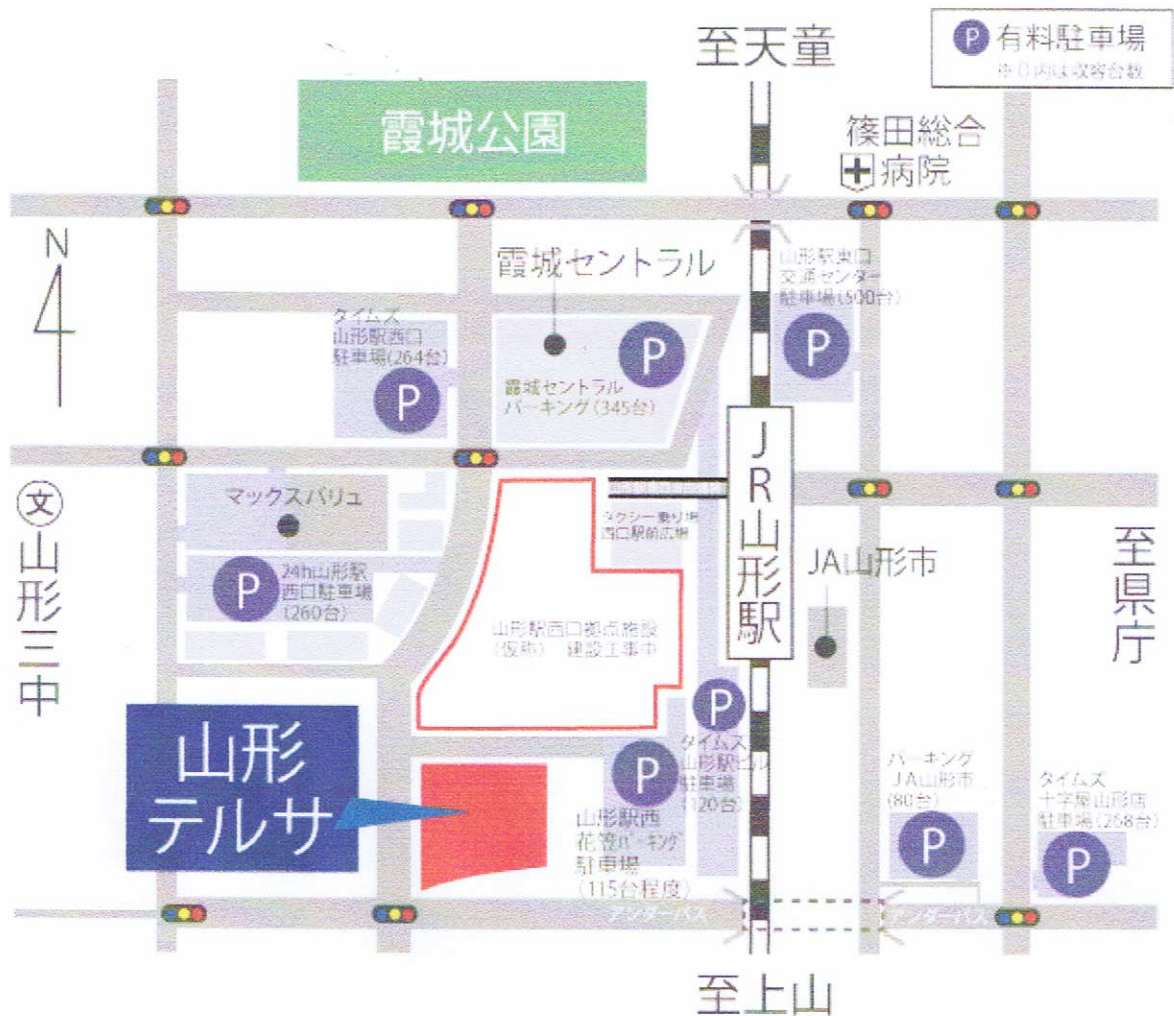 至天童
P 有料駐車場
※()内は収容台数
霞城公園
篠田総合
病院
N
霞城セントラル
山形駅東口
交通センター
駐車場(500台)
タイムズ
山形駅西口
駐車場(264台)
P
P
P
霞城セントラル
パーキング(345台)
JR山形駅
文
山形三中
マックスバリュ
タクシー乗り場
西口駅前広場
P
24h山形駅
西口駐車場
(260台)
JA山形市
至県庁
山形駅西口拠点施設
(仮称) 建設工事中
山形
テルサ
P
タイムズ
山形駅ビル
駐車場
(120台)
P
山形駅西
花笠パーキング
駐車場
(115台程度)
パーキング
JA山形市
(80台)
P
タイムズ
十字屋山形店
駐車場(268台)
P
アンダーパス
アンダーパス
至上山